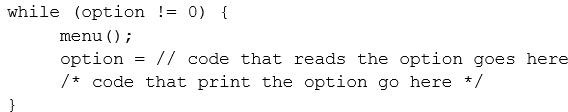 while (option != 0) {
menu();
option = // code that reads the option goes here
/* code that print the option go here */
}